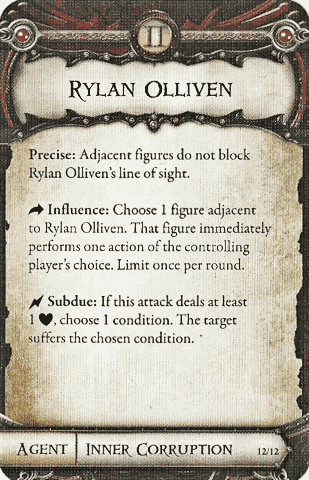 II
RYLAN OLLIVEN
Precise: Adjacent figures do not block
Rylan Olliven's line of sight.
Influence: Choose 1 figure adjacent
to Rylan Olliven. That figure immediately
performs one action of the controlling
player's choice. Limit once per round.
Subdue: If this attack deals at least
1 ♥, choose 1 condition. The target
suffers the chosen condition.
AGENT INNER CORRUPTION 12/12